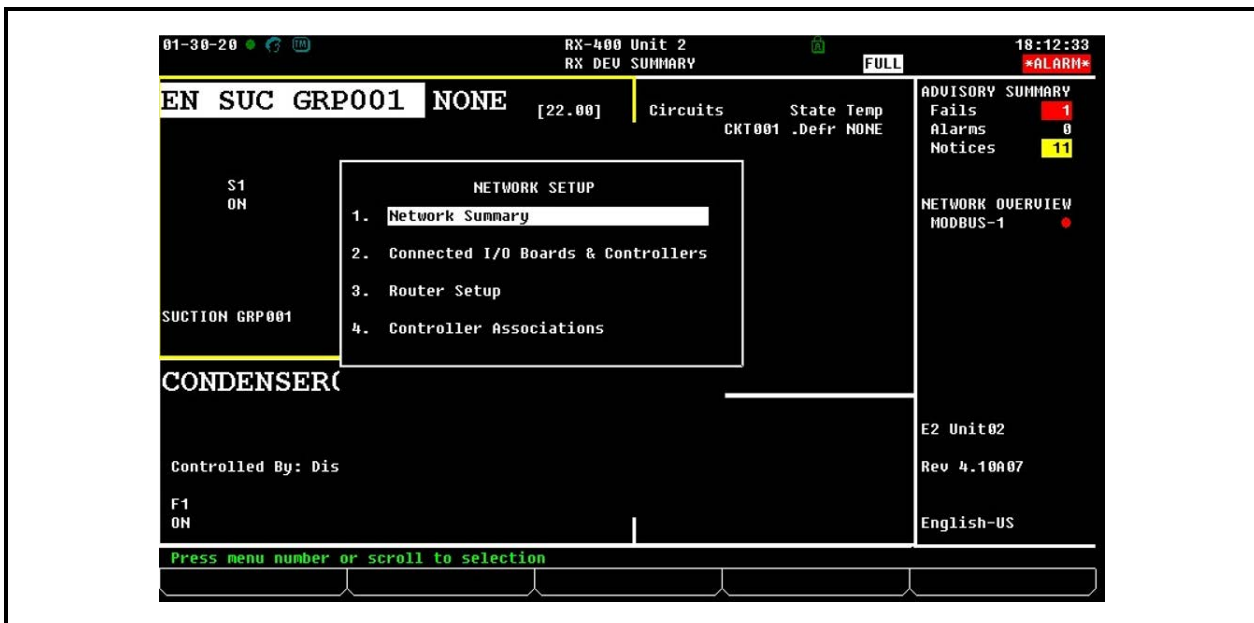 01-30-20 RX-400 Unit 2 18:12:33
RX DEV SUMMARY FULL *ALARM*
EN SUC GRP001 NONE [22.00]
Circuits State Temp
CKT001 .Defr NONE
ADVISORY SUMMARY
Fails 1
Alarms 0
Notices 11
S1
ON
NETWORK SETUP
1. Network Summary
2. Connected I/O Boards & Controllers
3. Router Setup
4. Controller Associations
NETWORK OVERVIEW
MODBUS-1
SUCTION GRP001
CONDENSER(
Controlled By: Dis
F1
ON
E2 Unit02
Rev 4.10A07
English-US
Press menu number or scroll to selection